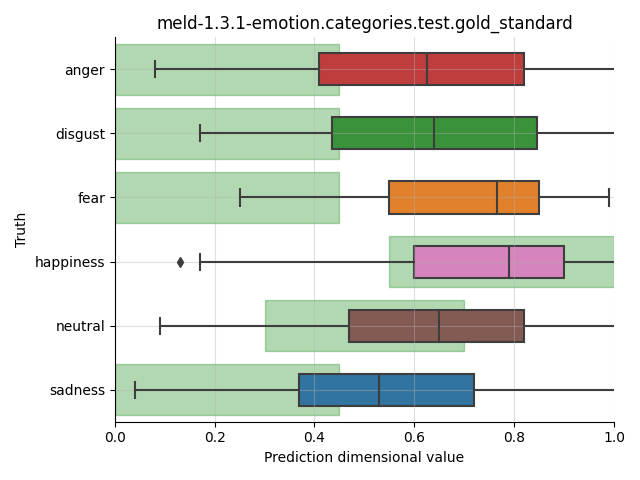 meld-1.3.1-emotion.categories.test.gold_standard
anger
disgust
fear
happiness
neutral
sadness
Truth
0.0 0.2 0.4 0.6 0.8 1.0
Prediction dimensional value